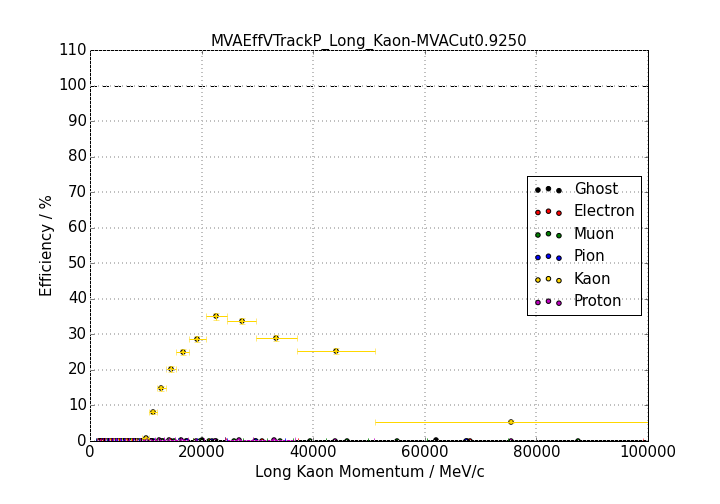 MVAEffVTrackP_Long_Kaon-MVACut0.9250
110
100
90
80
70
60
50
40
30
20
10
0
Efficiency / %
Ghost
Electron
Muon
Pion
Kaon
Proton
0 20000 40000 60000 80000 100000
Long Kaon Momentum / MeV/c